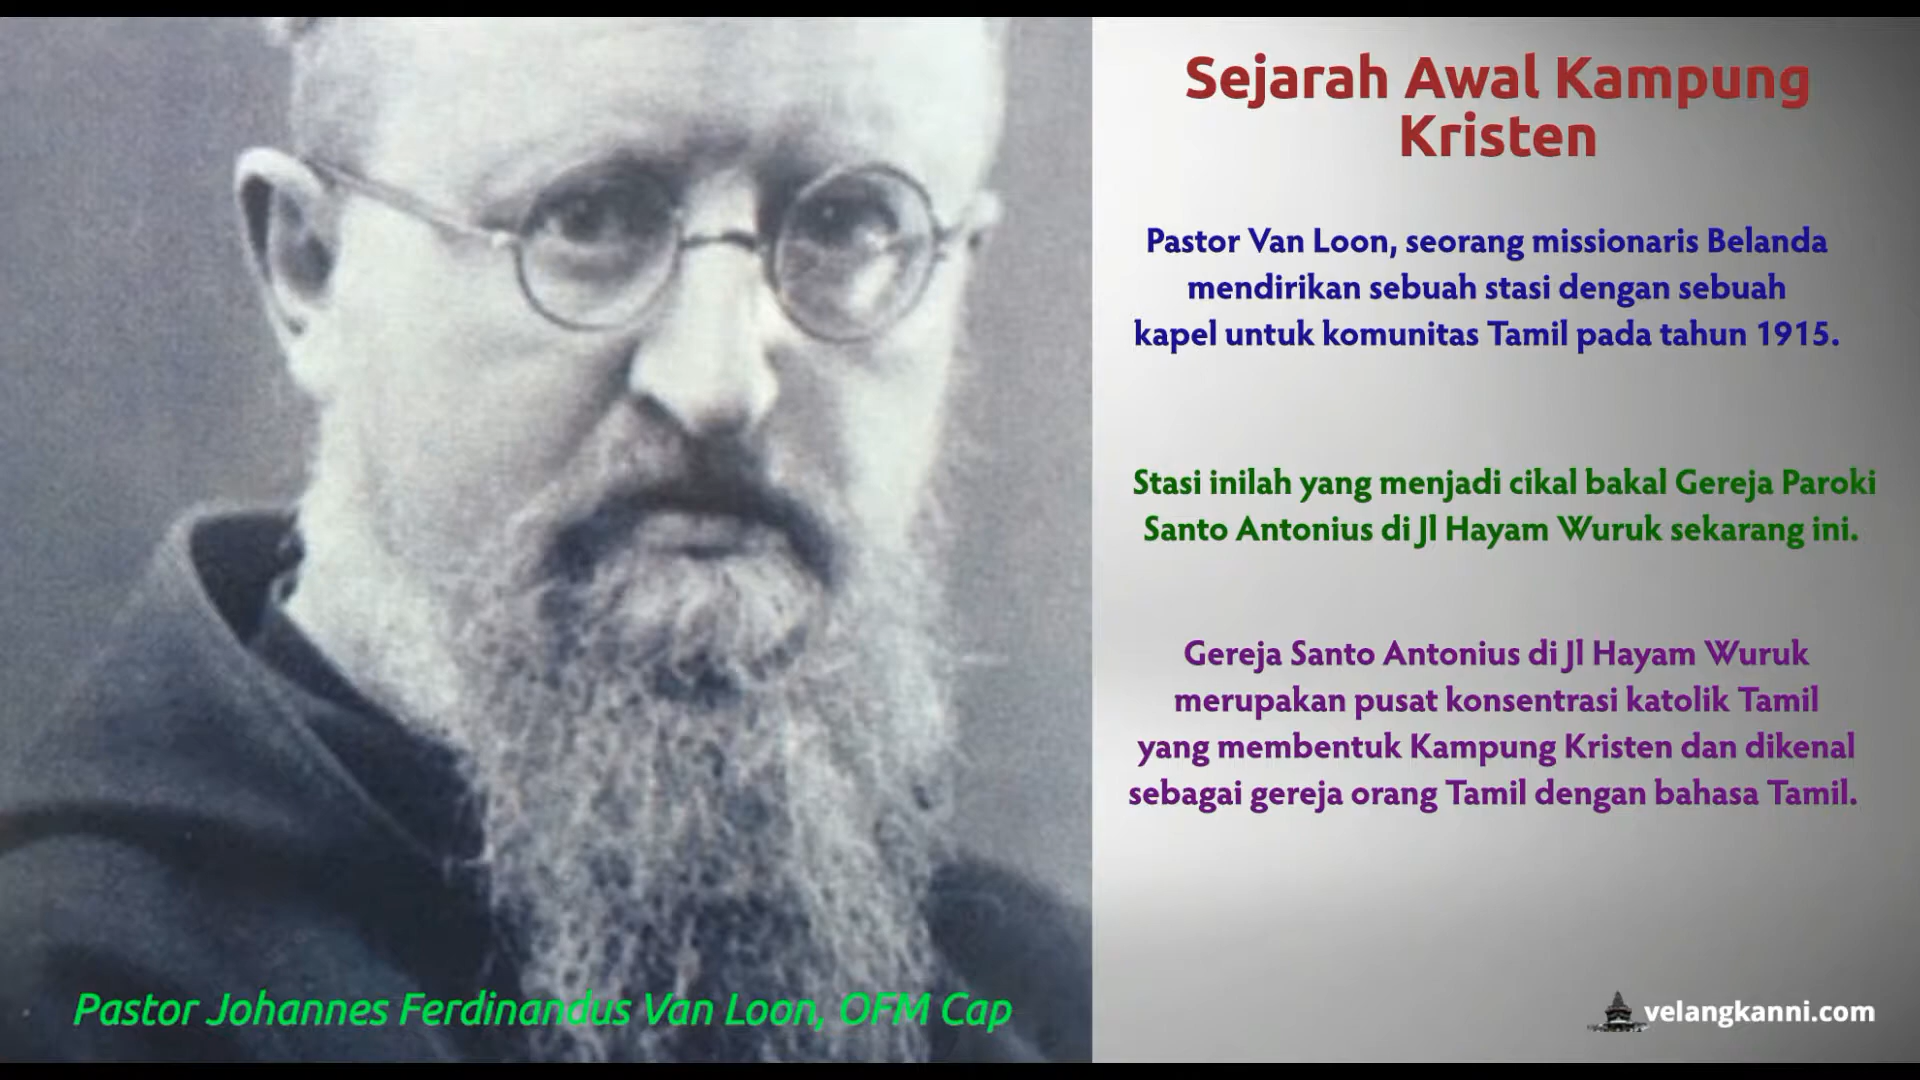 Sejarah Awal Kampung
Kristen
Pastor Van Loon, seorang missionaris Belanda
mendirikan sebuah stasi dengan sebuah
kapel untuk komunitas Tamil pada tahun 1915.
Stasi inilah yang menjadi cikal bakal Gereja Paroki
Santo Antonius di Jl Hayam Wuruk sekarang ini.
Gereja Santo Antonius di Jl Hayam Wuruk
merupakan pusat konsentrasi katolik Tamil
yang membentuk Kampung Kristen dan dikenal
sebagai gereja orang Tamil dengan bahasa Tamil.
Pastor Johannes Ferdinandus Van Loon, OFM Cap
velangkanni.com